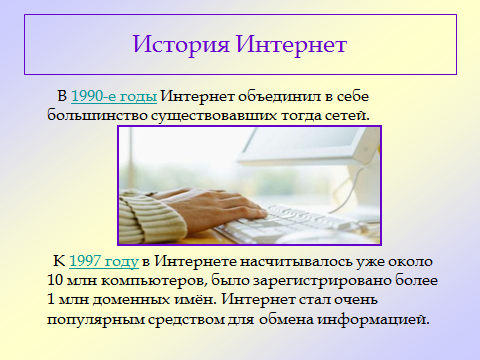 История Интернет
В 1990-е годы Интернет объединил в себе
большинство существовавших тогда сетей.
К 1997 году в Интернете насчитывалось уже около
10 млн компьютеров, было зарегистрировано более
1 млн доменных имён. Интернет стал очень
популярным средством для обмена информацией.